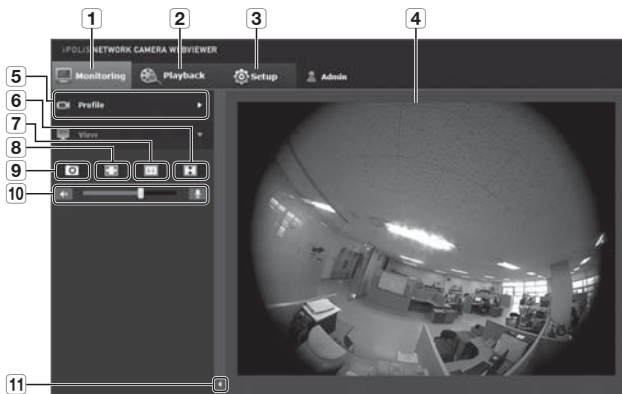 1 2 3 4
iPOLiS NETWORK CAMERA WEBVIEWER
Monitoring Playback Setup Admin
5 Profile
6
7 View
8
9
10
11